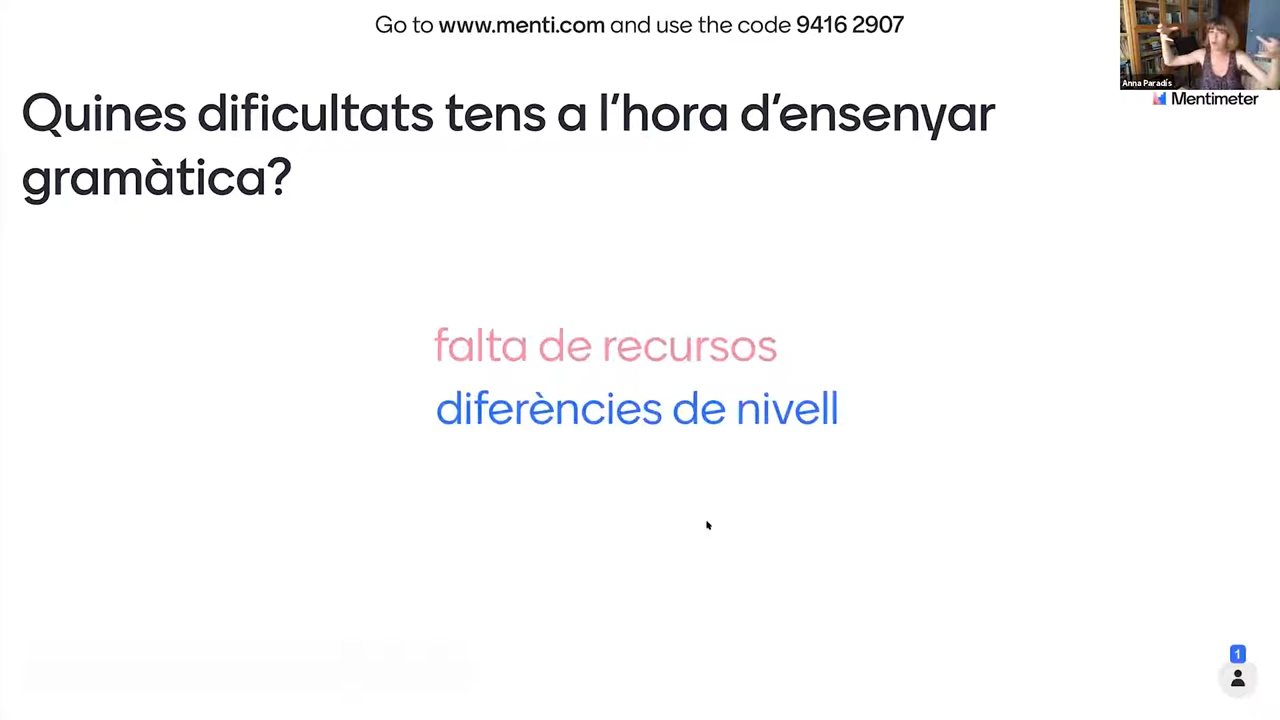 Go to www.menti.com and use the code 9416 2907
Anna Paradís
Mentimeter
Quines dificultats tens a l’hora d’ensenyar
gramàtica?
falta de recursos
diferències de nivell
1